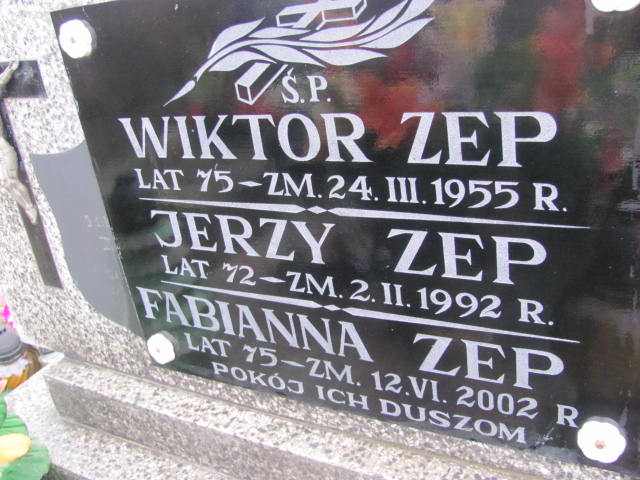 Ś.P.
WIKTOR ZEP
LAT 75 – ZM. 24. III. 1955 R.
JERZY ZEP
LAT 72 – ZM. 2. II. 1992 R.
FABIANNA ZEP
LAT 75 – ZM. 12. VI. 2002 R
POKÓJ ICH DUSZOM